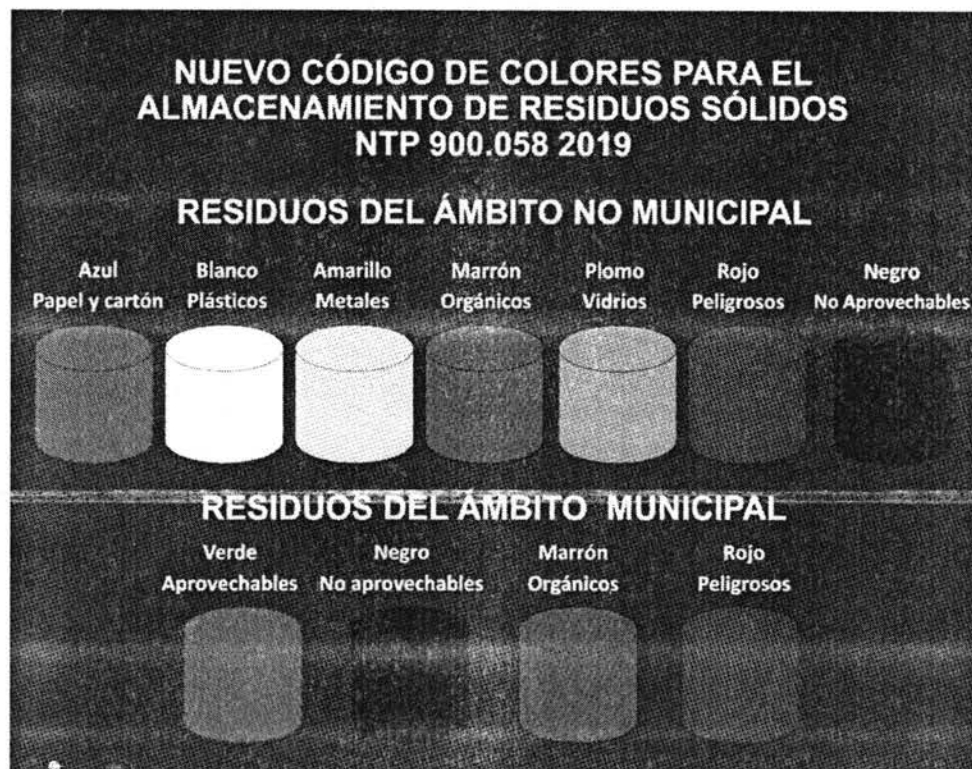 NUEVO CÓDIGO DE COLORES PARA EL
ALMACENAMIENTO DE RESIDUOS SÓLIDOS
NTP 900.058 2019
RESIDUOS DEL ÁMBITO NO MUNICIPAL
Azul
Papel y cartón
Blanco
Plásticos
Amarillo
Metales
Marrón
Orgánicos
Plomo
Vidrios
Rojo
Peligrosos
Negro
No Aprovechables
RESIDUOS DEL ÁMBITO MUNICIPAL
Verde
Aprovechables
Negro
No aprovechables
Marrón
Orgánicos
Rojo
Peligrosos